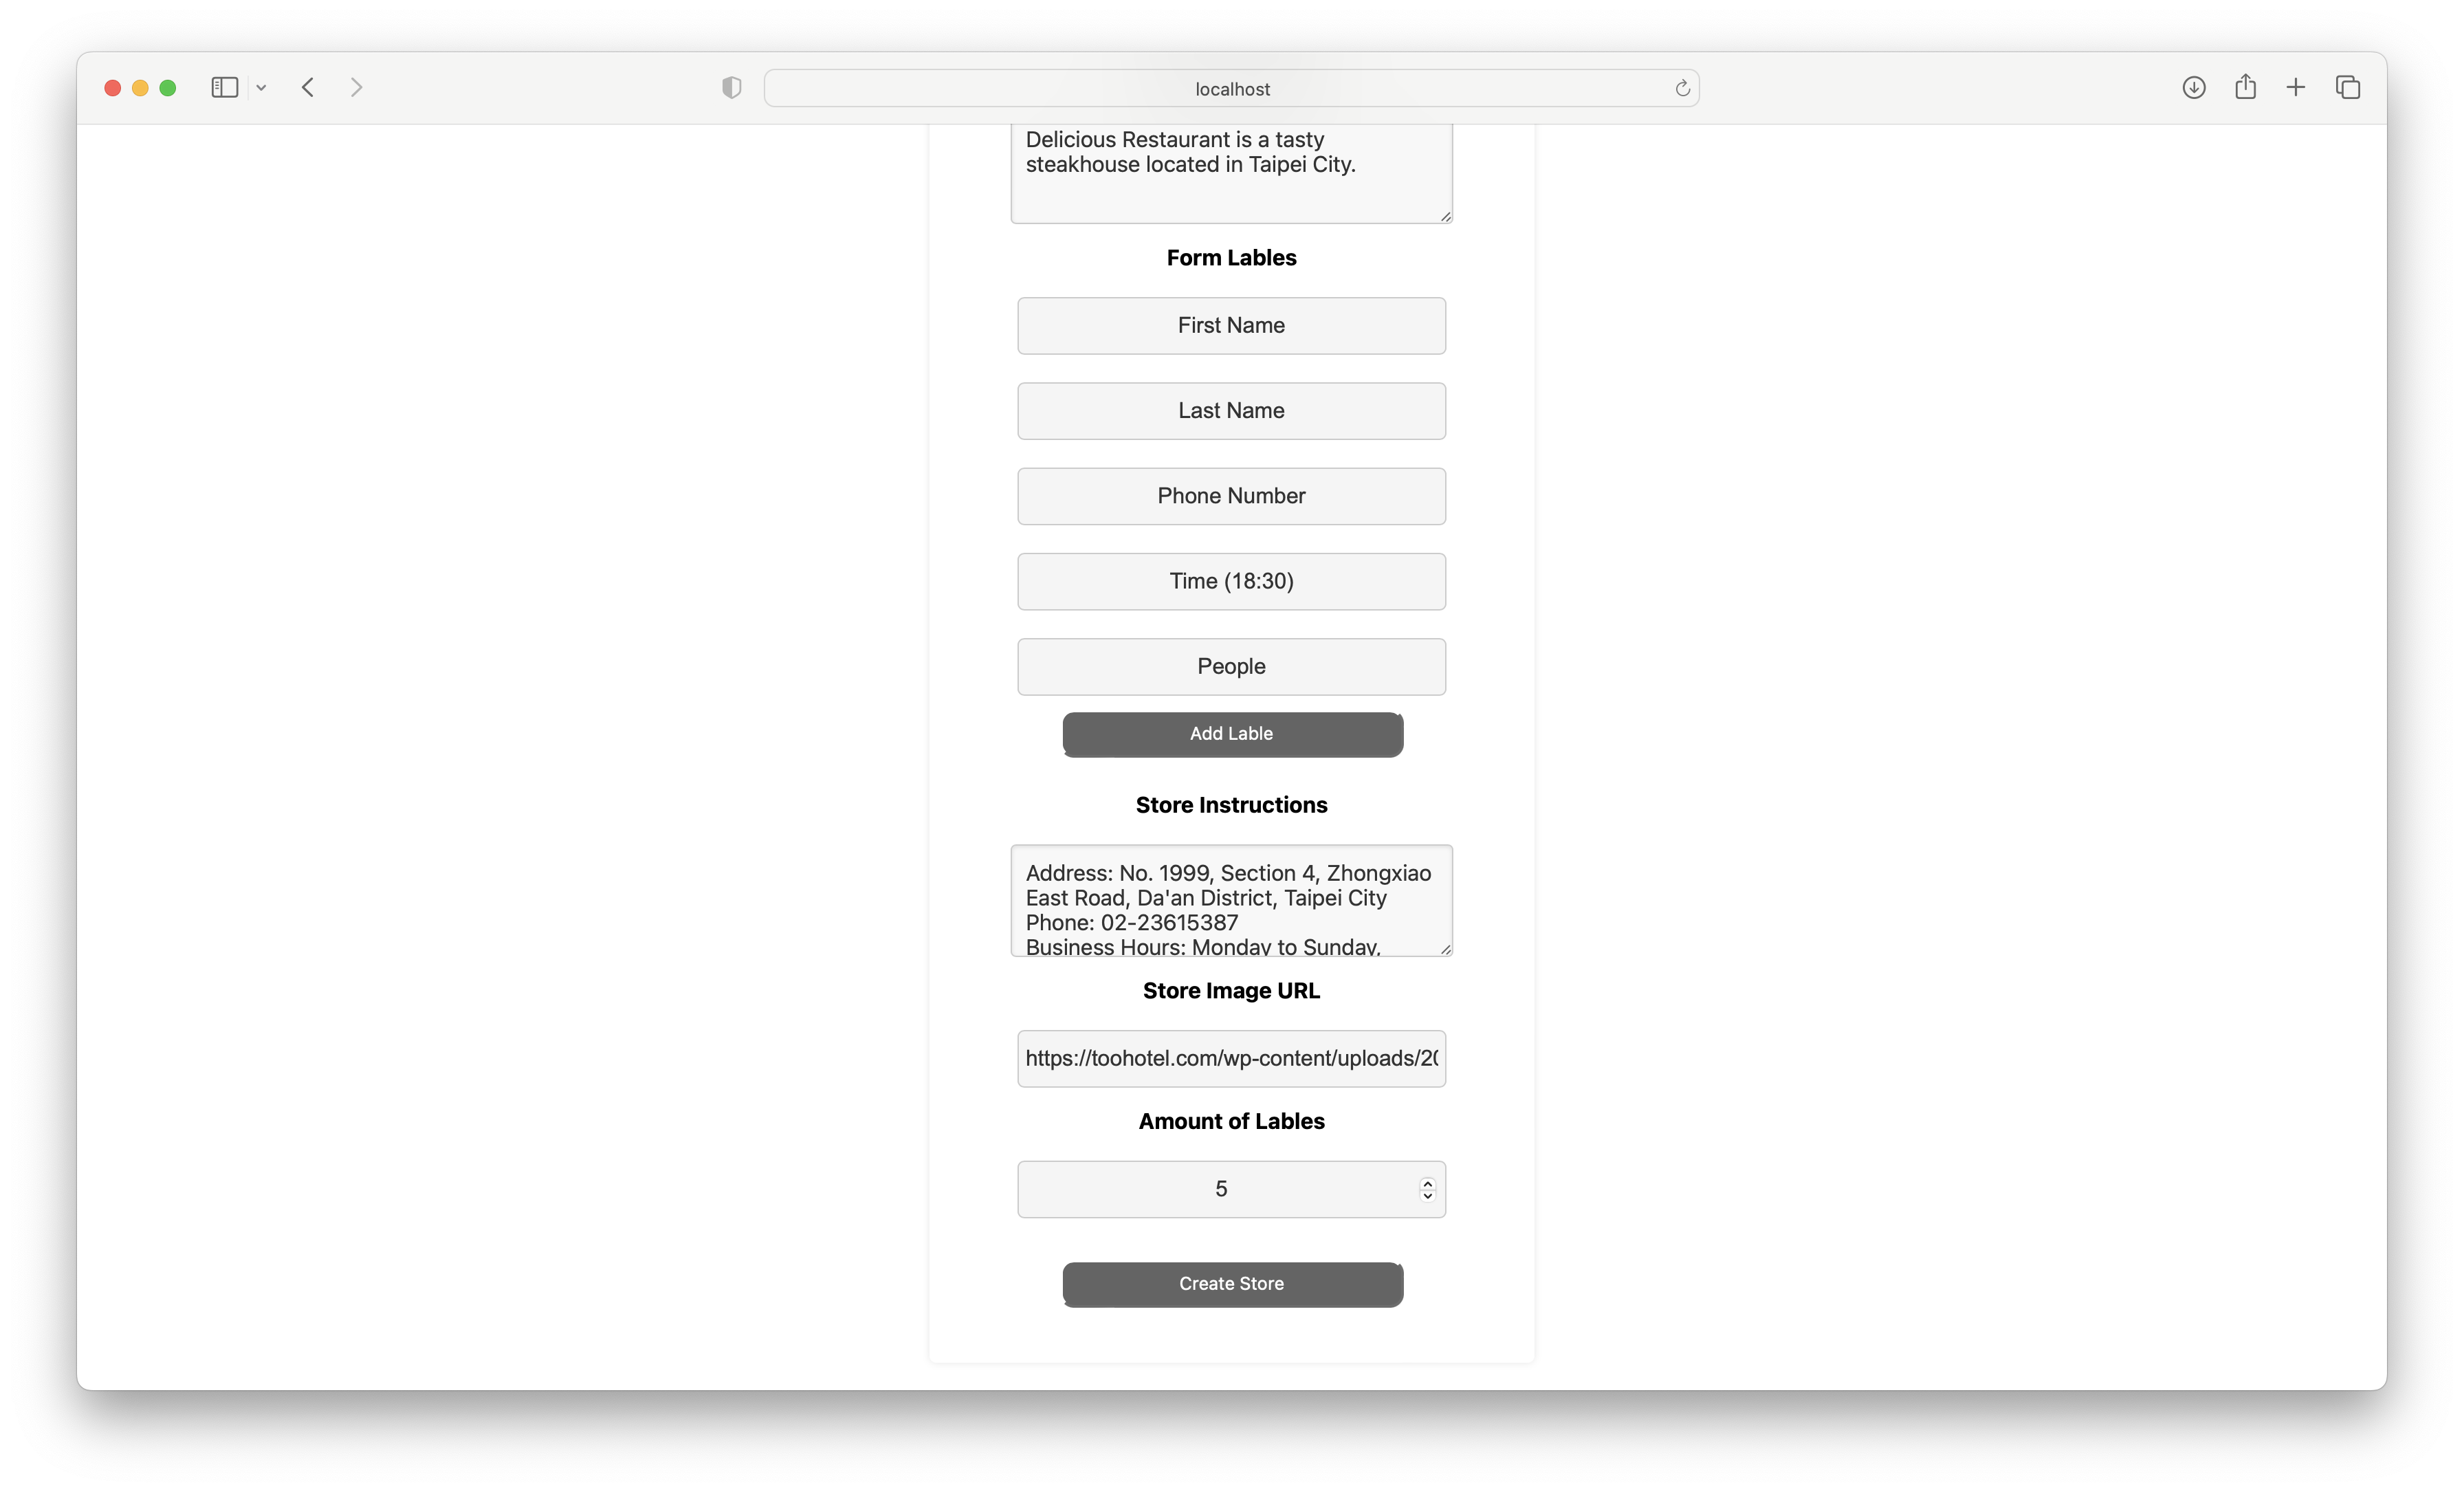 localhost
Delicious Restaurant is a tasty
steakhouse located in Taipei City.
Form Lables
First Name
Last Name
Phone Number
Time (18:30)
People
Add Lable
Store Instructions
Address: No. 1999, Section 4, Zhongxiao
East Road, Da'an District, Taipei City
Phone: 02-23615387
Business Hours: Monday to Sunday,
Store Image URL
https://toohotel.com/wp-content/uploads/20
Amount of Lables
5
Create Store